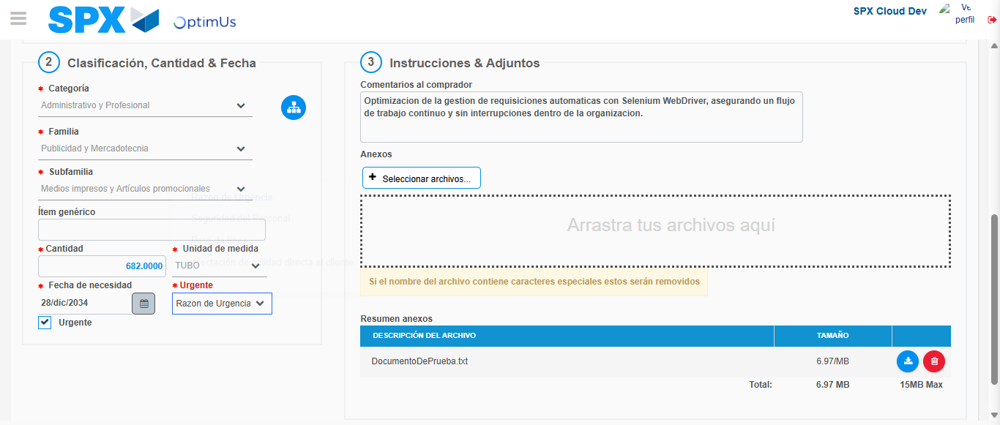 SPX
OptimUs
SPX Cloud Dev
Ve
perfil
2 Clasificación, Cantidad & Fecha
* Categoría
Administrativo y Profesional
* Familia
Publicidad y Mercadotecnia
* Subfamilia
Medios impresos y Artículos promocionales
Razon de Urgencia
Seguridad del Personal
Ítem genérico
* Cantidad
* Unidad de medida
682.0000
TUBO
Afectación de calidad directa al cliente
* Fecha de necesidad
* Urgente
28/dic/2034
Razon de Urgencia
Urgente
3 Instrucciones & Adjuntos
Comentarios al comprador
Optimizacion de la gestion de requisiciones automaticas con Selenium WebDriver, asegurando un flujo
de trabajo continuo y sin interrupciones dentro de la organizacion.
Anexos
+ Seleccionar archivos...
Arrastra tus archivos aquí
Si el nombre del archivo contiene caracteres especiales estos serán removidos
Resumen anexos
DESCRIPCIÓN DEL ARCHIVO TAMAÑO
DocumentoDePrueba.txt 6.97/MB
Total: 6.97 MB 15MB Max